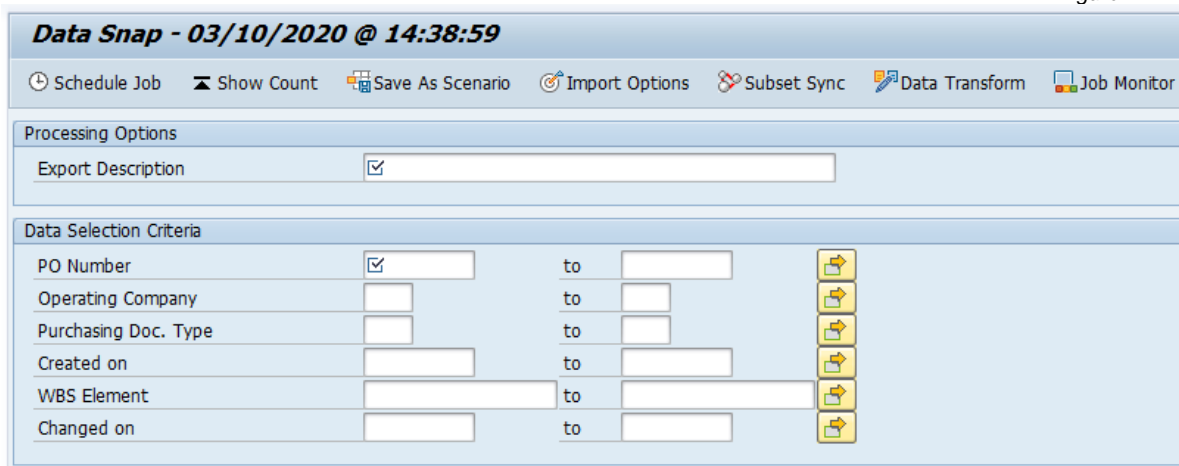 Data Snap - 03/10/2020 @ 14:38:59
Schedule Job Show Count Save As Scenario Import Options Subset Sync Data Transform Job Monitor
Processing Options
Export Description
Data Selection Criteria
PO Number to
Operating Company to
Purchasing Doc. Type to
Created on to
WBS Element to
Changed on to